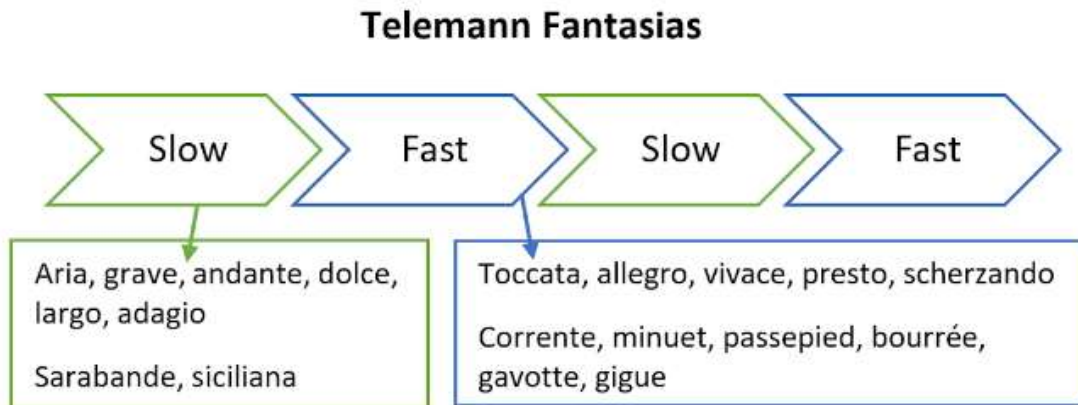 Telemann Fantasias
Slow
Fast
Slow
Fast
Aria, grave, andante, dolce,
largo, adagio
Sarabande, siciliana
Toccata, allegro, vivace, presto, scherzando
Corrente, minuet, passepied, bourrée,
gavotte, gigue